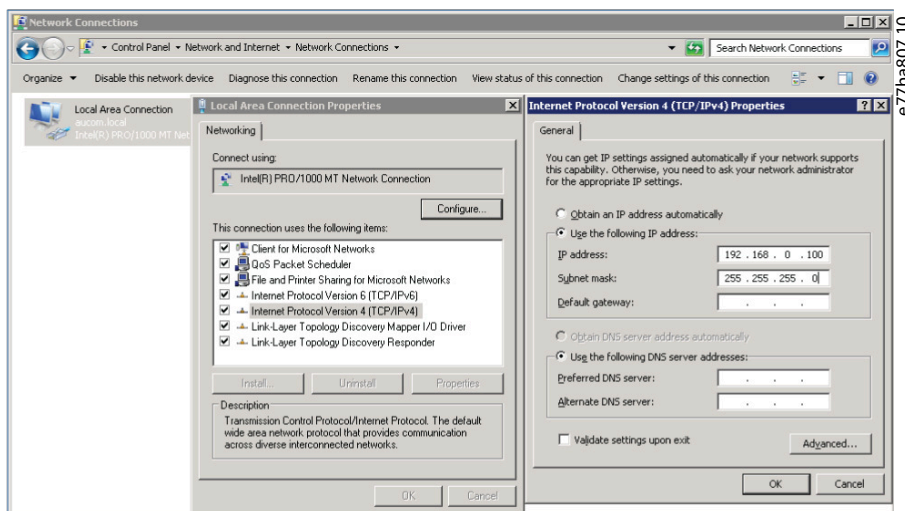 Network Connections
Control Panel Network and Internet Network Connections
Search Network Connections
Organize Disable this network device Diagnose this connection Rename this connection View status of this connection Change settings of this connection
Local Area Connection
aucom.local
Intel(R) PRO/1000 MT Net
Local Area Connection Properties
Networking
Connect using:
Intel(R) PRO/1000 MT Network Connection
Configure...
This connection uses the following items:
Client for Microsoft Networks
QoS Packet Scheduler
File and Printer Sharing for Microsoft Networks
Internet Protocol Version 6 (TCP/IPv6)
Internet Protocol Version 4 (TCP/IPv4)
Link-Layer Topology Discovery Mapper I/O Driver
Link-Layer Topology Discovery Responder
Install... Uninstall Properties
Description
Transmission Control Protocol/Internet Protocol. The default
wide area network protocol that provides communication
across diverse interconnected networks.
OK Cancel
Internet Protocol Version 4 (TCP/IPv4) Properties
General
You can get IP settings assigned automatically if your network supports
this capability. Otherwise, you need to ask your network administrator
for the appropriate IP settings.
Obtain an IP address automatically
Use the following IP address:
IP address: 192 . 168 . 0 . 100
Subnet mask: 255 . 255 . 255 . 0
Default gateway: . . .
Obtain DNS server address automatically
Use the following DNS server addresses:
Preferred DNS server: . . .
Alternate DNS server: . . .
Validate settings upon exit
Advanced...
OK Cancel
e77ha807.10